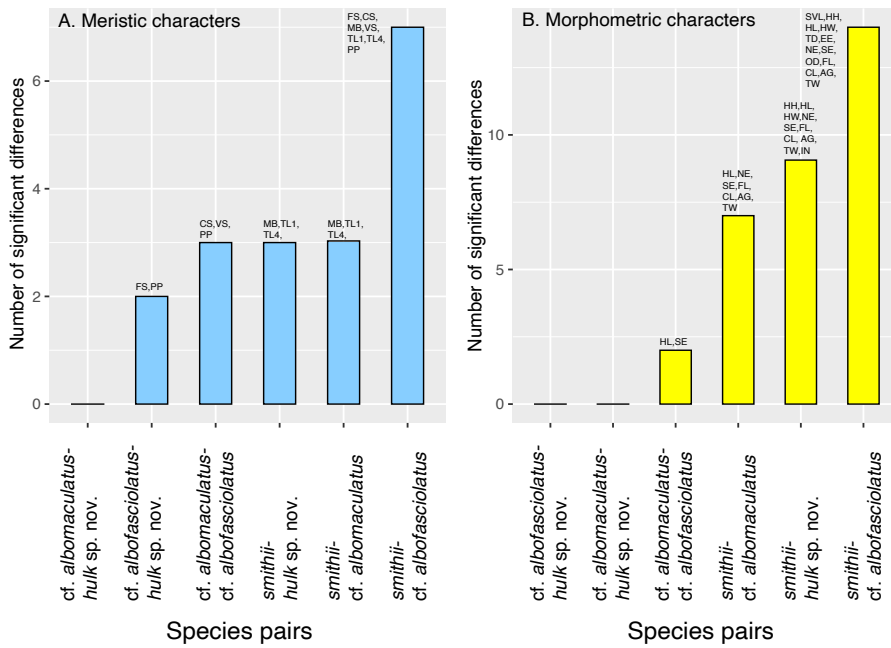 A. Meristic characters
Number of significant differences
6
4
2
0
FS,PP
CS,VS,
PP
MB,TL1,
TL4,
MB,TL1,
TL4,
FS,CS,
MB,VS,
TL1,TL4,
PP
cf. albomaculatus-
hulk sp. nov.
cf. albofasciolatus-
hulk sp. nov.
cf. albomaculatus-
cf. albofasciolatus
smithii-
hulk sp. nov.
smithii-
cf. albomaculatus
smithii-
cf. albofasciolatus
Species pairs
B. Morphometric characters
Number of significant differences
10
5
0
HL,SE
HL,NE,
SE,FL,
CL,AG,
TW
HH,HL,
HW,NE,
SE,FL,
CL, AG,
TW,IN
SVL,HH,
HL,HW,
TD,EE,
NE,SE,
OD,FL,
CL,AG,
TW
cf. albofasciolatus-
hulk sp. nov.
cf. albomaculatus-
hulk sp. nov.
cf. albomaculatus-
cf. albofasciolatus
smithii-
cf. albomaculatus
smithii-
hulk sp. nov.
smithii-
cf. albofasciolatus
Species pairs